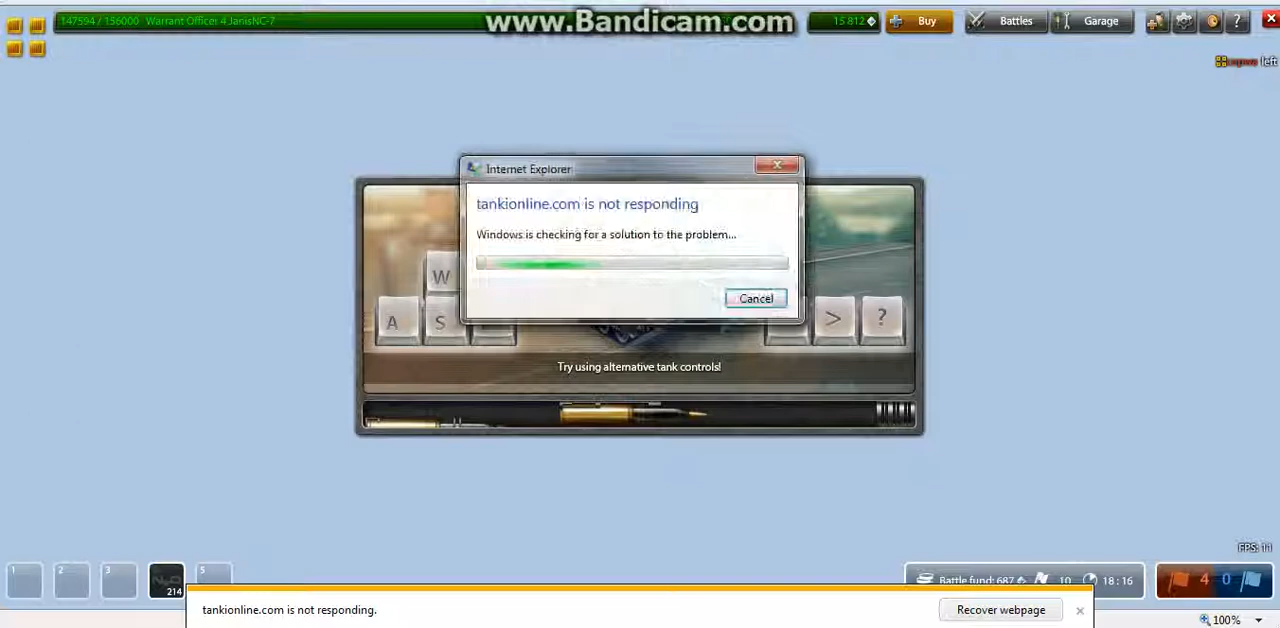 147594 / 156000 Warrant Officer 4 JanisNC-7
www.Bandicam.com
15 812
Buy
Battles
Garage
?
left
Internet Explorer
tankionline.com is not responding
Windows is checking for a solution to the problem...
Cancel
W
A
S
>
?
Try using alternative tank controls!
FPS: 11
1
2
3
5
N2O
214
Battle fund: 687
10
18 : 16
4
0
tankionline.com is not responding.
Recover webpage
100%